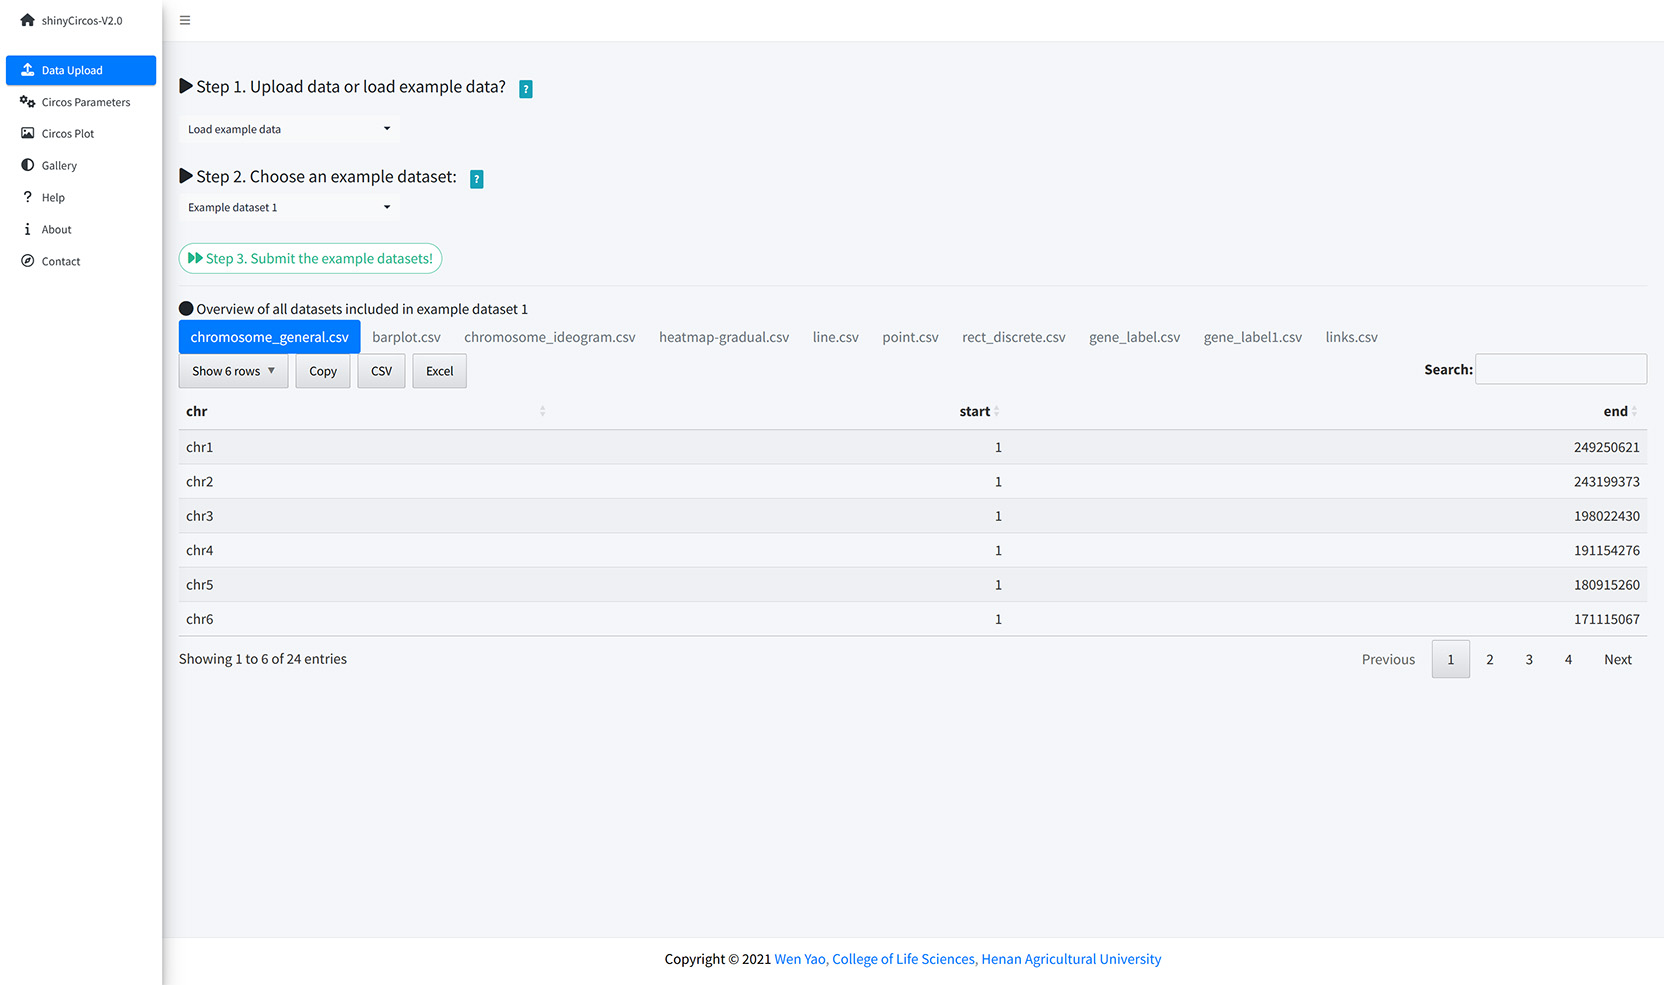 shinyCircos-V2.0
Data Upload
Circos Parameters
Circos Plot
Gallery
? Help
About
Contact
Step 1. Upload data or load example data? ?
Load example data
Step 2. Choose an example dataset: ?
Example dataset 1
Step 3. Submit the example datasets!
Overview of all datasets included in example dataset 1
chromosome_general.csv barplot.csv chromosome_ideogram.csv heatmap-gradual.csv line.csv point.csv rect_discrete.csv gene_label.csv gene_label1.csv links.csv
Show 6 rows Copy CSV Excel Search:
chr start end
chr1 1 249250621
chr2 1 243199373
chr3 1 198022430
chr4 1 191154276
chr5 1 180915260
chr6 1 171115067
Showing 1 to 6 of 24 entries Previous 1 2 3 4 Next
Copyright © 2021 Wen Yao, College of Life Sciences, Henan Agricultural University